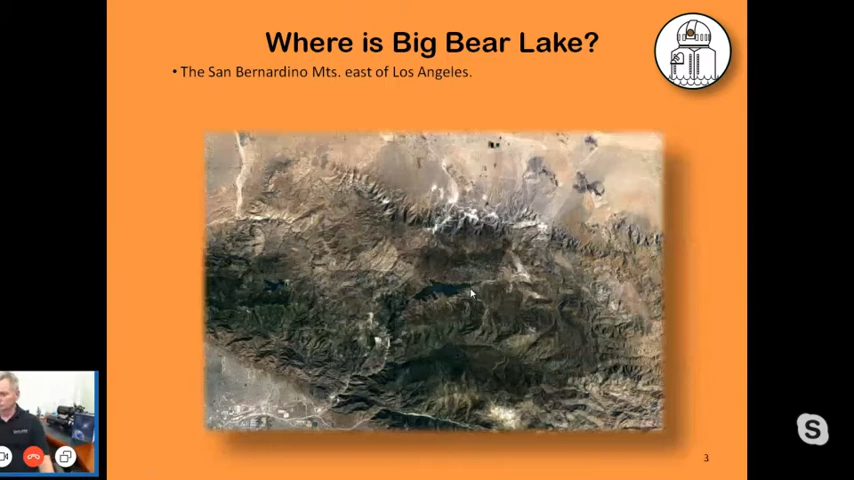 Where is Big Bear Lake?
• The San Bernardino Mts. east of Los Angeles.
3